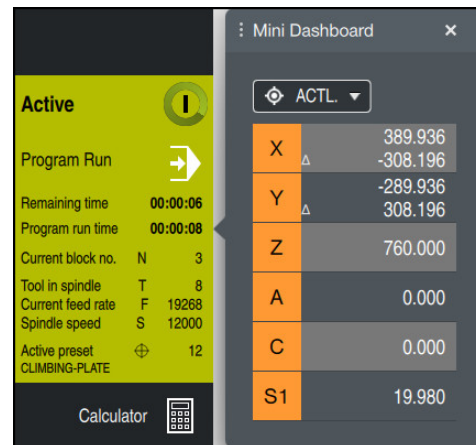 Active
Program Run
Remaining time 00:00:06
Program run time 00:00:08
Current block no. N 3
Tool in spindle T 8
Current feed rate F 19268
Spindle speed S 12000
Active preset 12
CLIMBING-PLATE
Calculator
Mini Dashboard ×
ACTL. ▼
X 389.936
Δ -308.196
Y -289.936
Δ 308.196
Z 760.000
A 0.000
C 0.000
S1 19.980